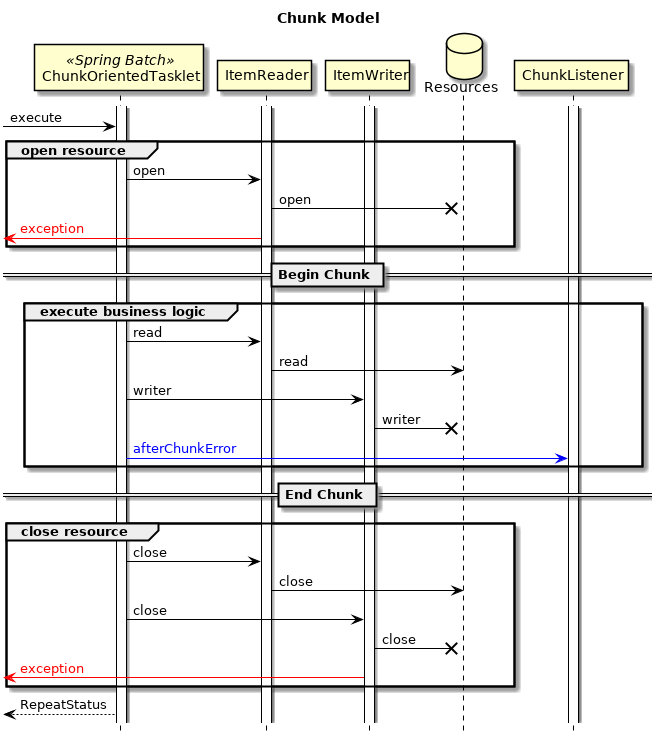 Chunk Model
«Spring Batch»
ChunkOrientedTasklet
ItemReader
ItemWriter
Resources
ChunkListener
execute
open resource
open
open
exception
Begin Chunk
execute business logic
read
read
writer
writer
afterChunkError
End Chunk
close resource
close
close
close
close
exception
RepeatStatus